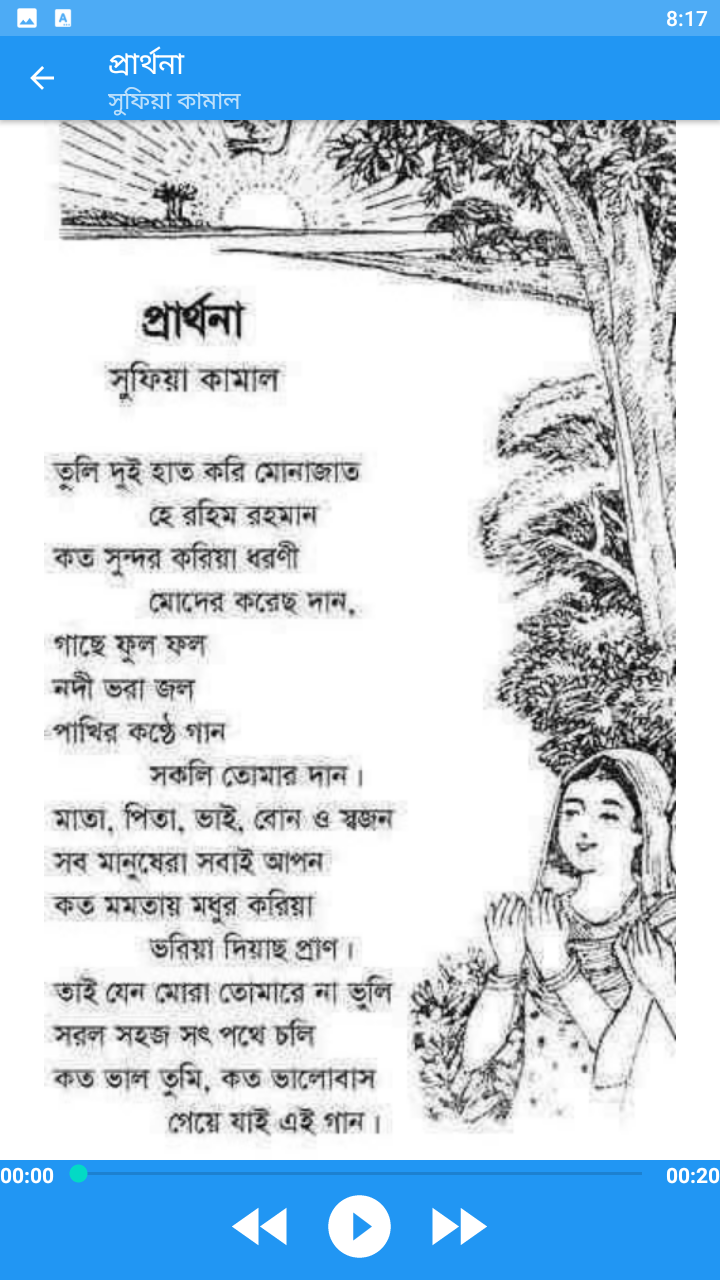 8:17
প্রার্থনা
সুফিয়া কামাল
প্রার্থনা
সুফিয়া কামাল
তুলি দুই হাত করি মোনাজাত
হে রহিম রহমান
কত সুন্দর করিয়া ধরণী
মোদের করেছ দান,
গাছে ফুল ফল
নদী ভরা জল
পাখির কণ্ঠে গান
সকলি তোমার দান।
মাতা, পিতা, ভাই, বোন ও স্বজন
সব মানুষেরা সবাই আপন
কত মমতায় মধুর করিয়া
ভরিয়া দিয়াছ প্রাণ।
তাই যেন মোরা তোমারে না ভুলি
সরল সহজ সৎ পথে চলি
কত ভাল তুমি, কত ভালোবাস
গেয়ে যাই এই গান।
00:00 00:20